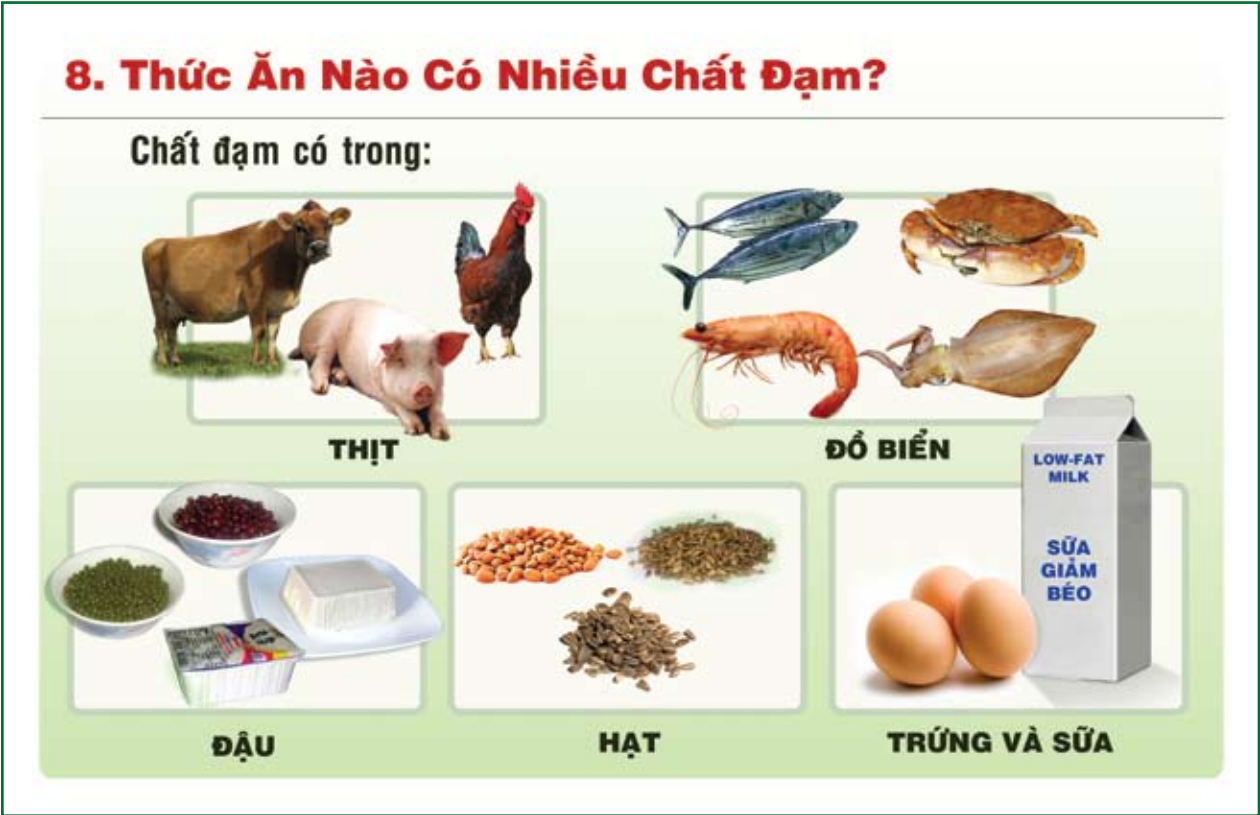 8. Thức Ăn Nào Có Nhiều Chất Đạm?
Chất đạm có trong:
THỊT
ĐỒ BIỂN
LOW-FAT
MILK
SỮA
GIẢM
BÉO
ĐẬU
HẠT
TRỨNG VÀ SỮA